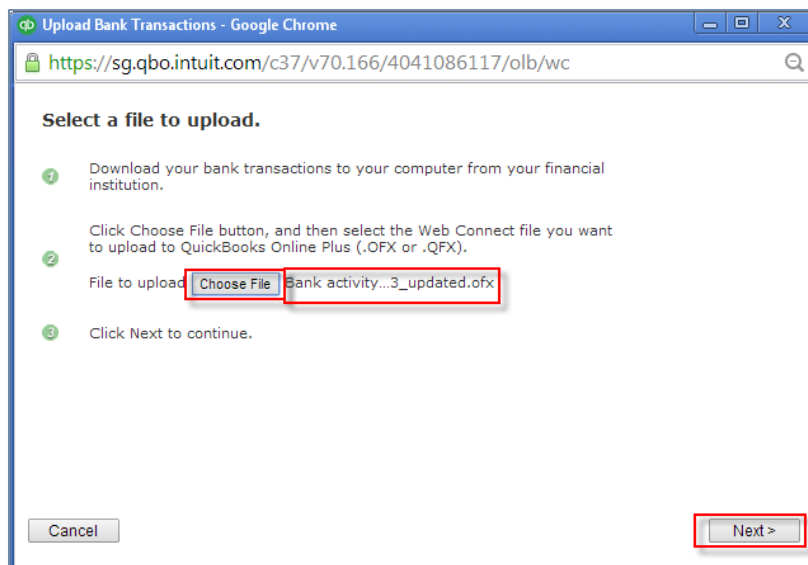 Upload Bank Transactions - Google Chrome
https://sg.qbo.intuit.com/c37/v70.166/4041086117/olb/wc
Select a file to upload.
1 Download your bank transactions to your computer from your financial
institution.
Click Choose File button, and then select the Web Connect file you want
2 to upload to QuickBooks Online Plus (.OFX or .QFX).
File to upload Choose File Bank activity...3_updated.ofx
3 Click Next to continue.
Cancel Next >